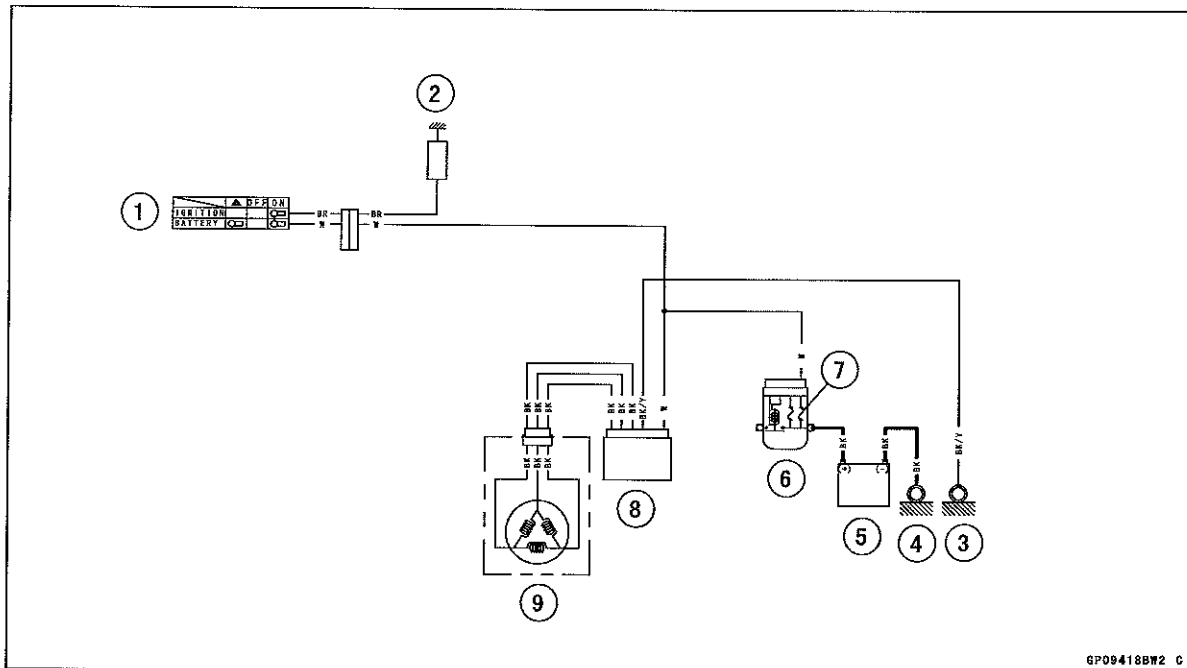 2
1
▲ OFF ON
IGNITION
BATTERY
BR BR
W W
W
7
BK BK BK
BK BK BK BK/Y W
BK BK BK
BK BK BK/Y
(+) (-)
6
8
5 4 3
9
GP09418BW2 C